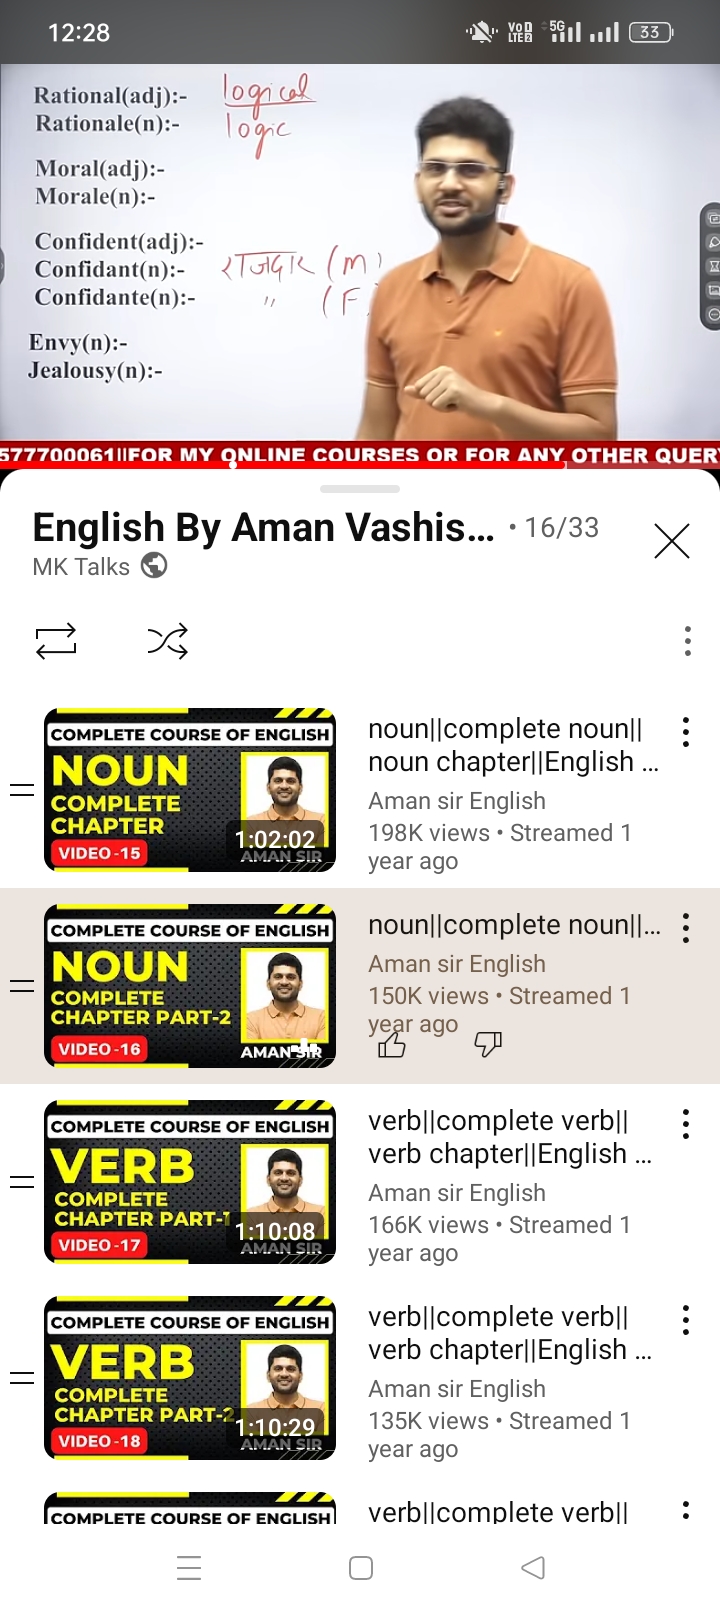 12:28
VoD
LTE2
5G
33
Rational(adj):- logical
Rationale(n):- logic
Moral(adj):-
Morale(n):-
Confident(adj):-
Confidant(n):- राजदार (M)
Confidante(n):- " (F
Envy(n):-
Jealousy(n):-
577700061||FOR MY ONLINE COURSES OR FOR ANY OTHER QUER
English By Aman Vashis... • 16/33
MK Talks
COMPLETE COURSE OF ENGLISH
NOUN
COMPLETE
CHAPTER
VIDEO -15
1:02:02
AMAN SIR
noun||complete noun||
noun chapter||English ...
Aman sir English
198K views • Streamed 1
year ago
COMPLETE COURSE OF ENGLISH
NOUN
COMPLETE
CHAPTER PART-2
VIDEO -16
AMAN SIR
noun||complete noun||...
Aman sir English
150K views • Streamed 1
year ago
COMPLETE COURSE OF ENGLISH
VERB
COMPLETE
CHAPTER PART-1
VIDEO -17
1:10:08
AMAN SIR
verb||complete verb||
verb chapter||English ...
Aman sir English
166K views • Streamed 1
year ago
COMPLETE COURSE OF ENGLISH
VERB
COMPLETE
CHAPTER PART-2
VIDEO -18
1:10:29
AMAN SIR
verb||complete verb||
verb chapter||English ...
Aman sir English
135K views • Streamed 1
year ago
COMPLETE COURSE OF ENGLISH
verb||complete verb||